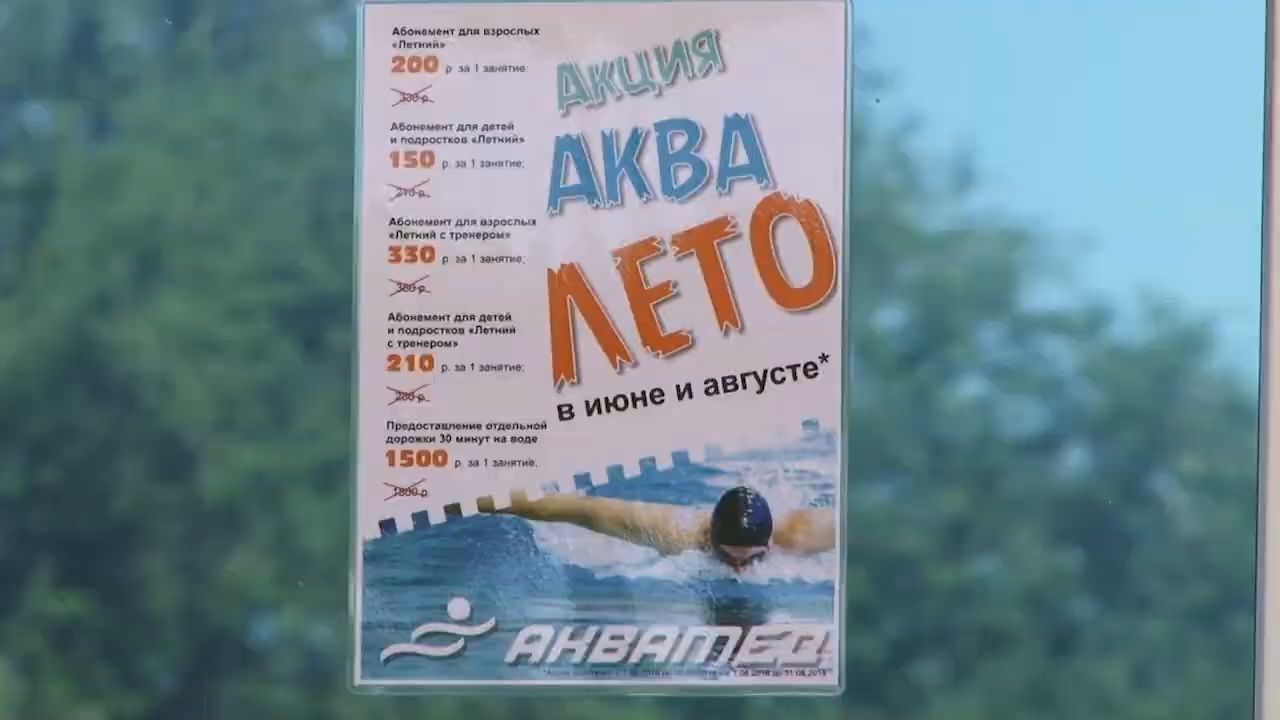 Абонемент для взрослых
«Летний»
200 р. за 1 занятие;
330 р.
Абонемент для детей
и подростков «Летний»
150 р. за 1 занятие;
210 р.
Абонемент для взрослых
«Летний с тренером»
330 р. за 1 занятие;
380 р.
Абонемент для детей
и подростков «Летний
с тренером»
210 р. за 1 занятие;
Предоставление отдельной
дорожки 30 минут на воде
1500 р. за 1 занятие;
1800 р.
Акция
АКВА
ЛЕТО
в июне и августе*
АКВАМЕД